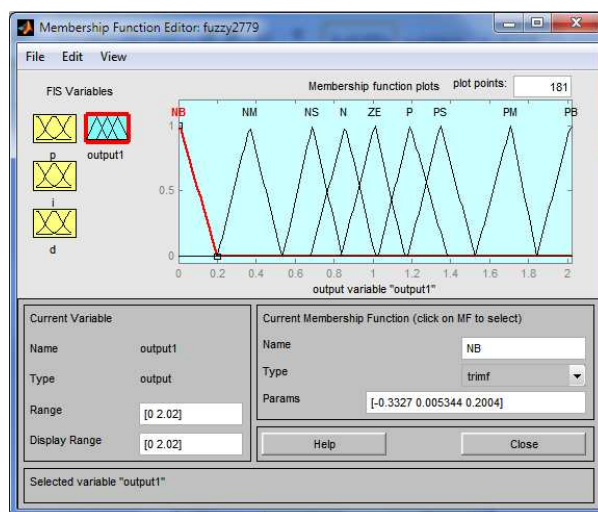 Membership Function Editor: fuzzy2779
File Edit View
FIS Variables
Membership function plots plot points: 181
p
output1
i
d
NB NM NS N ZE P PS PM PB
1
0.5
0
0 0.2 0.4 0.6 0.8 1 1.2 1.4 1.6 1.8 2
output variable "output1"
Current Variable
Name output1
Type output
Range [0 2.02]
Display Range [0 2.02]
Current Membership Function (click on MF to select)
Name NB
Type trimf
Params [-0.3327 0.005344 0.2004]
Help Close
Selected variable "output1"